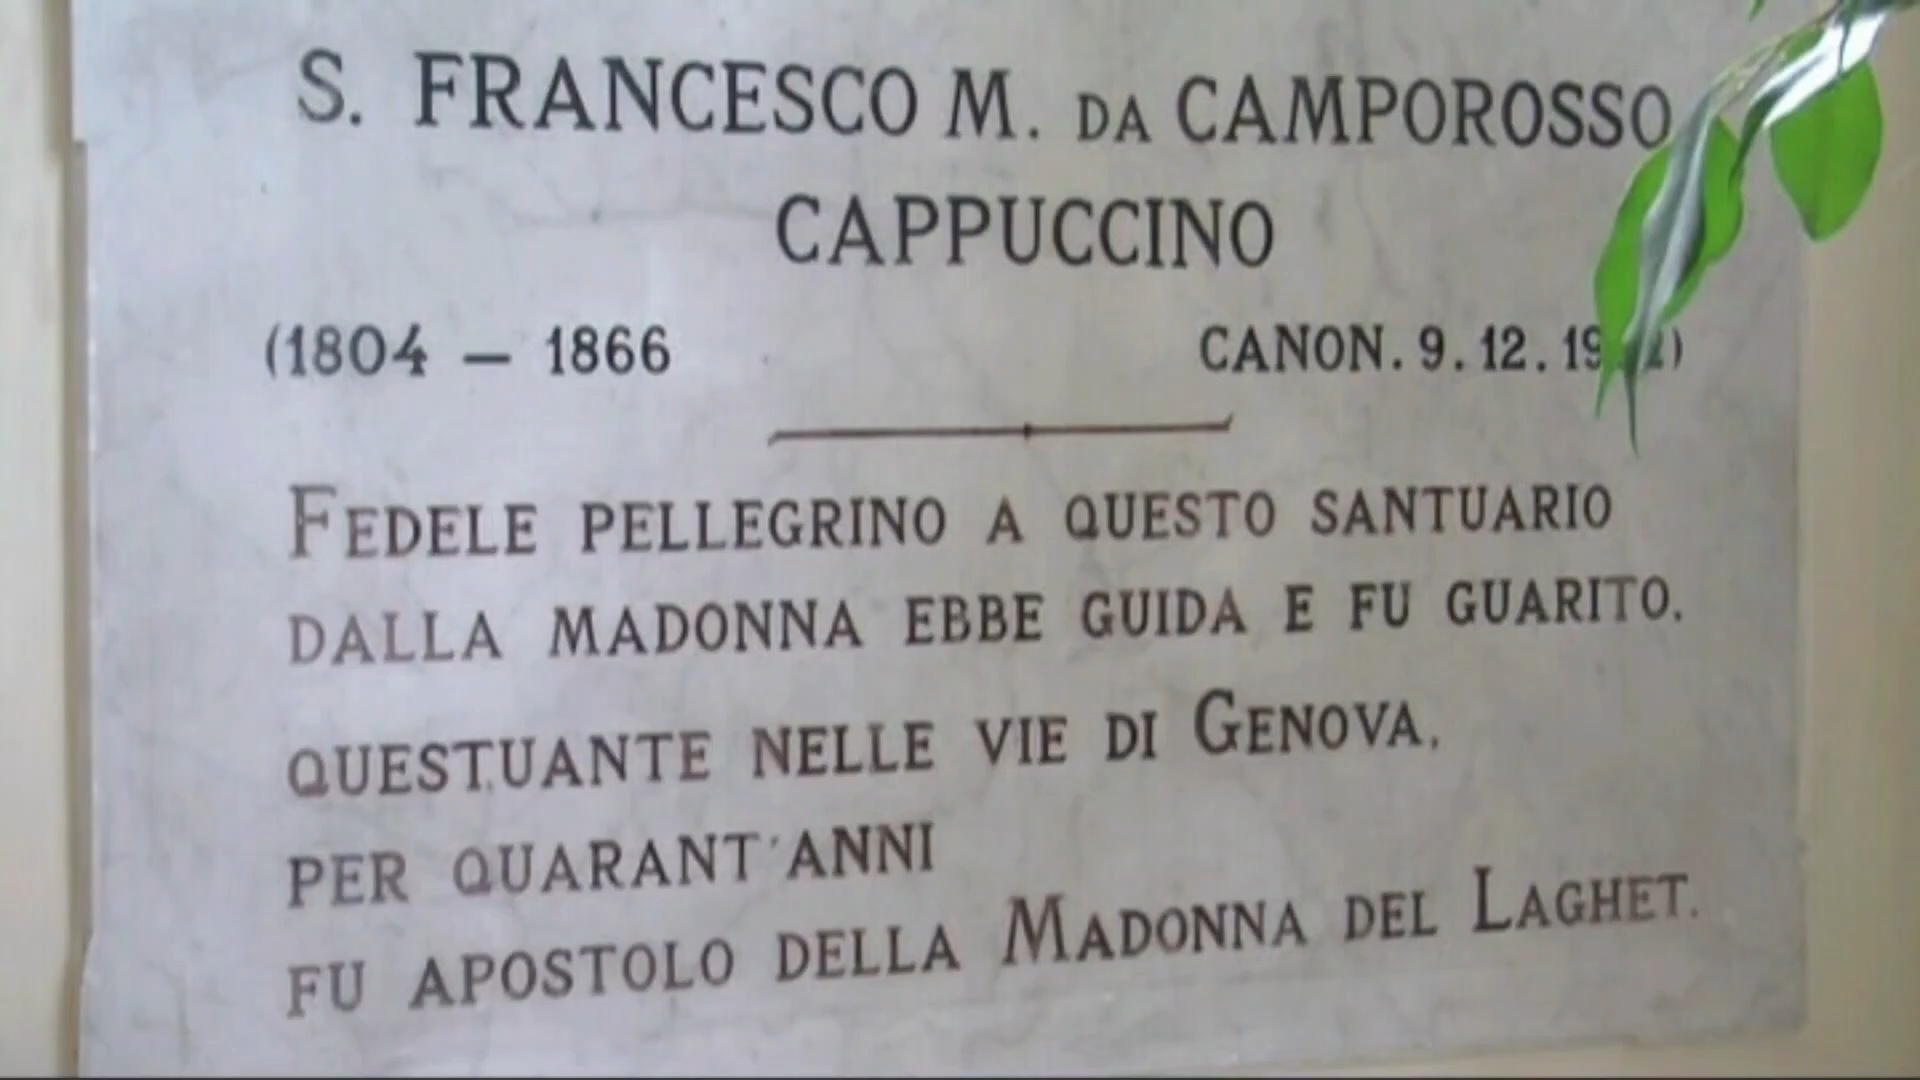 S. FRANCESCO M. DA CAMPOROSSO
CAPPUCCINO
(1804 — 1866 CANON. 9. 12.
FEDELE PELLEGRINO A QUESTO SANTUARIO
DALLA MADONNA EBBE GUIDA E FU GUARITO.
QUESTUANTE NELLE VIE DI GENOVA,
PER QUARANT'ANNI
FU APOSTOLO DELLA MADONNA DEL LAGHET.